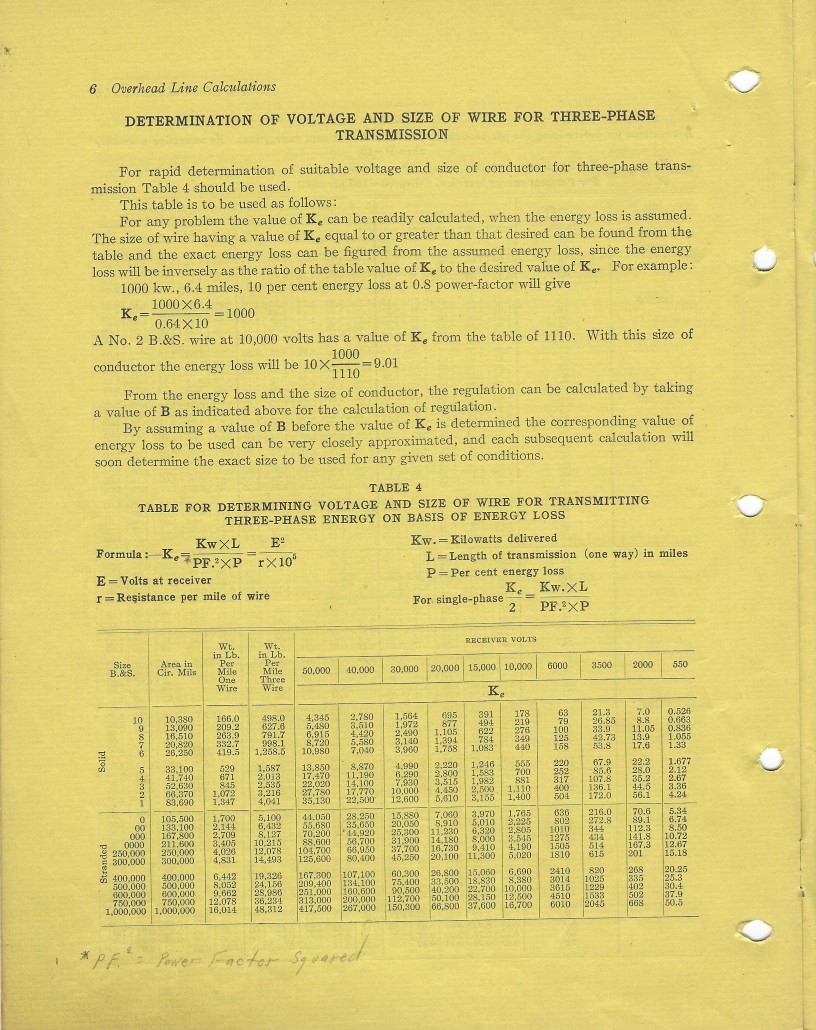 6 Overhead Line Calculations
DETERMINATION OF VOLTAGE AND SIZE OF WIRE FOR THREE-PHASE
TRANSMISSION
For rapid determination of suitable voltage and size of conductor for three-phase trans-
mission Table 4 should be used.
This table is to be used as follows:
For any problem the value of Ke can be readily calculated, when the energy loss is assumed.
The size of wire having a value of Ke equal to or greater than that desired can be found from the
table and the exact energy loss can be figured from the assumed energy loss, since the energy
loss will be inversely as the ratio of the table value of Ke to the desired value of Ke. For example:
1000 kw., 6.4 miles, 10 per cent energy loss at 0.8 power-factor will give
Ke = 1000×6.4 / 0.64×10 = 1000
A No. 2 B.&S. wire at 10,000 volts has a value of Ke from the table of 1110. With this size of
conductor the energy loss will be 10× 1000 / 1110 = 9.01
From the energy loss and the size of conductor, the regulation can be calculated by taking
a value of B as indicated above for the calculation of regulation.
By assuming a value of B before the value of Ke is determined the corresponding value of
energy loss to be used can be very closely approximated, and each subsequent calculation will
soon determine the exact size to be used for any given set of conditions.
TABLE 4
TABLE FOR DETERMINING VOLTAGE AND SIZE OF WIRE FOR TRANSMITTING
THREE-PHASE ENERGY ON BASIS OF ENERGY LOSS
Formula:—Ke = Kw×L / *PF.²×P = E² / r×10⁵
E = Volts at receiver
r = Resistance per mile of wire
Kw. = Kilowatts delivered
L = Length of transmission (one way) in miles
P = Per cent energy loss
For single-phase Ke / 2 = Kw.×L / PF.²×P
Size B.&S. Area in Cir. Mils Wt. in Lb. Per Mile One Wire Wt. in Lb. Per Mile Three Wire RECEIVER VOLTS
50,000 40,000 30,000 20,000 15,000 10,000 6000 3500 2000 550
Ke
Solid
10 10,380 166.0 498.0 4,345 2,780 1,564 695 391 178 63 21.3 7.0 0.526
9 13,090 209.2 627.6 5,480 3,510 1,972 877 494 219 79 26.85 8.8 0.663
8 16,510 263.9 791.7 6,915 4,420 2,490 1,105 622 276 100 33.9 11.05 0.836
7 20,820 332.7 998.1 8,720 5,580 3,140 1,394 784 349 125 42.73 13.9 1.055
6 26,250 419.5 1,258.5 10,980 7,040 3,960 1,758 1,083 440 158 53.8 17.6 1.33
5 33,100 529 1,587 13,850 8,870 4,990 2,220 1,246 555 220 67.9 22.2 1.677
4 41,740 671 2,013 17,470 11,190 6,290 2,800 1,583 700 252 85.6 28.0 2.12
3 52,630 845 2,535 22,020 14,100 7,930 3,515 1,982 881 317 107.8 35.2 2.67
2 66,370 1,072 3,216 27,780 17,770 10,000 4,450 2,500 1,110 400 136.1 44.5 3.36
1 83,690 1,347 4,041 35,130 22,500 12,600 5,610 3,155 1,400 504 172.0 56.1 4.24
Stranded
0 105,500 1,700 5,100 44,050 28,250 15,880 7,060 3,970 1,765 636 216.0 70.6 5.34
00 133,100 2,144 6,432 55,680 35,650 20,050 8,910 5,010 2,225 802 272.8 89.1 6.74
000 167,800 2,709 8,127 70,200 44,920 25,300 11,230 6,320 2,805 1010 344 112.3 8.50
0000 211,600 3,405 10,215 88,600 56,700 31,900 14,180 8,000 3,545 1275 434 141.8 10.72
250,000 250,000 4,026 12,078 104,700 66,950 37,700 16,730 9,410 4,190 1505 514 167.3 12.67
300,000 300,000 4,831 14,493 125,600 80,400 45,250 20,100 11,300 5,020 1810 615 201 15.18
400,000 400,000 6,442 19,326 167,300 107,100 60,300 26,800 15,060 6,690 2410 820 268 20.25
500,000 500,000 8,052 24,156 209,400 134,100 75,400 33,500 18,830 8,380 3014 1025 335 25.3
600,000 600,000 9,662 28,986 251,000 160,600 90,500 40,200 22,700 10,000 3615 1229 402 30.4
750,000 750,000 12,078 36,234 313,000 200,000 112,700 50,100 28,150 12,500 4510 1533 502 37.9
1,000,000 1,000,000 16,014 48,312 417,500 267,000 150,300 66,800 37,600 16,700 6010 2045 668 50.5
* P.F.² = Power Factor Squared